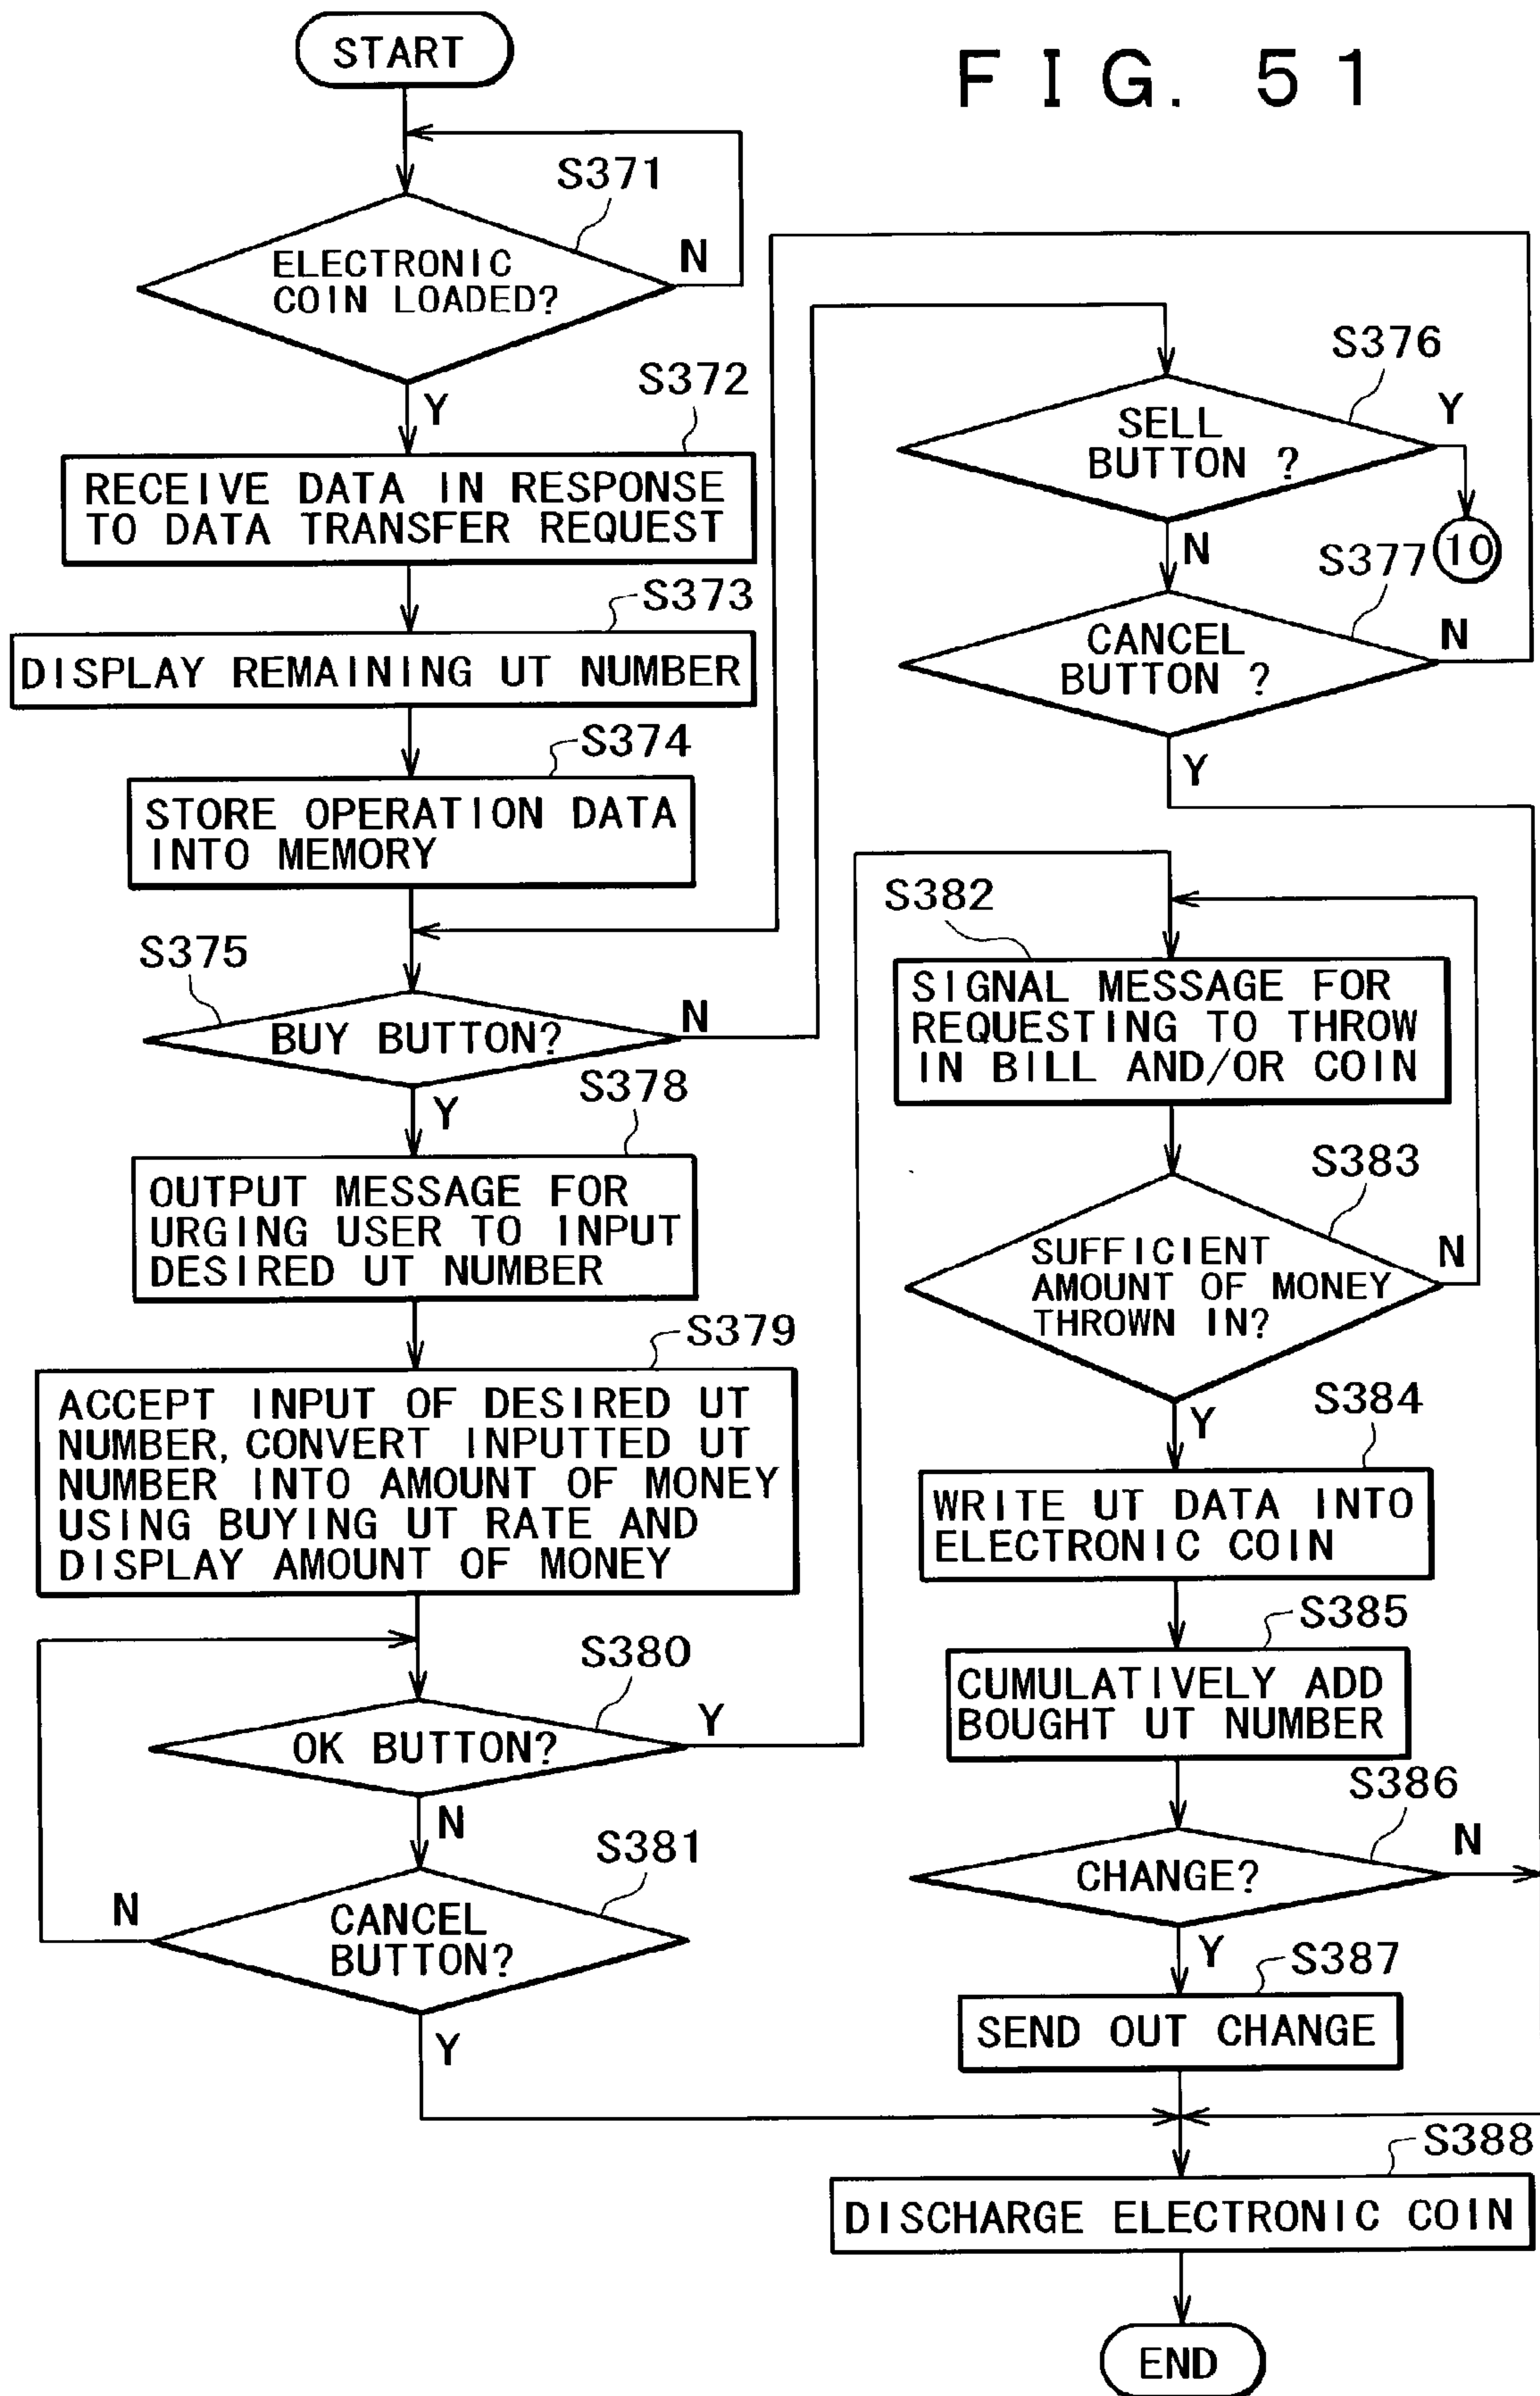 FIG. 51
START
S371
ELECTRONIC
COIN LOADED?
N
Y
S372
RECEIVE DATA IN RESPONSE
TO DATA TRANSFER REQUEST
S373
DISPLAY REMAINING UT NUMBER
S374
STORE OPERATION DATA
INTO MEMORY
S375
BUY BUTTON?
N
Y
S376
SELL
BUTTON ?
Y
10
N
S377
CANCEL
BUTTON ?
N
Y
S378
OUTPUT MESSAGE FOR
URGING USER TO INPUT
DESIRED UT NUMBER
S379
ACCEPT INPUT OF DESIRED UT
NUMBER, CONVERT INPUTTED UT
NUMBER INTO AMOUNT OF MONEY
USING BUYING UT RATE AND
DISPLAY AMOUNT OF MONEY
S380
OK BUTTON?
Y
N
S381
CANCEL
BUTTON?
N
Y
S382
SIGNAL MESSAGE FOR
REQUESTING TO THROW
IN BILL AND/OR COIN
S383
SUFFICIENT
AMOUNT OF MONEY
THROWN IN?
N
Y
S384
WRITE UT DATA INTO
ELECTRONIC COIN
S385
CUMULATIVELY ADD
BOUGHT UT NUMBER
S386
CHANGE?
N
Y
S387
SEND OUT CHANGE
S388
DISCHARGE ELECTRONIC COIN
END